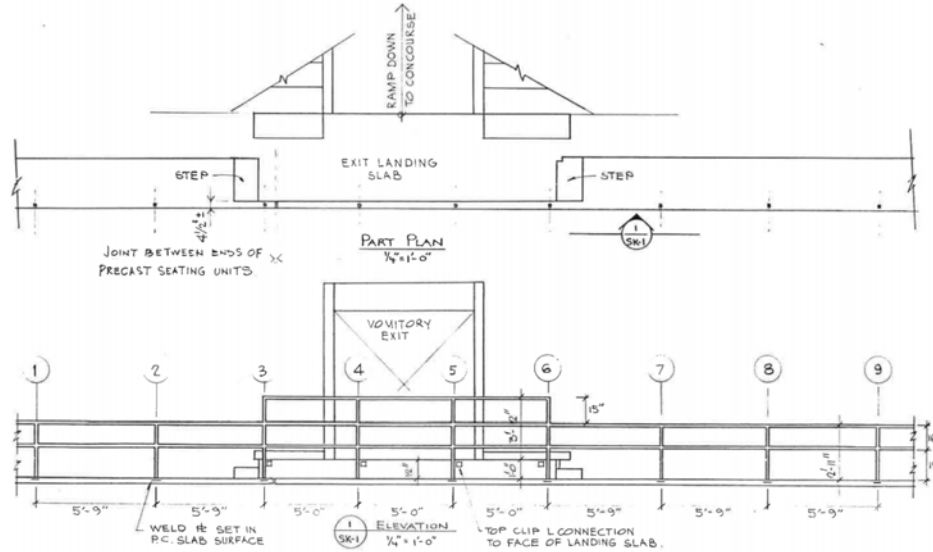 RAMP DOWN
TO CONCOURSE
EXIT LANDING
SLAB
STEP
STEP
4½" ±
1
SK-1
PART PLAN
¼"=1'-0"
JOINT BETWEEN ENDS OF
PRECAST SEATING UNITS
VOMITORY
EXIT
1
2
3
4
5
6
7
8
9
15"
2'-11"
1'-0"
12"
5'-9"
5'-9"
5'-0"
5'-0"
5'-0"
5'-9"
5'-9"
5'-9"
WELD PL SET IN
P.C. SLAB SURFACE
1
SK-1
ELEVATION
¼"=1'-0"
TOP CLIP L CONNECTION
TO FACE OF LANDING SLAB.